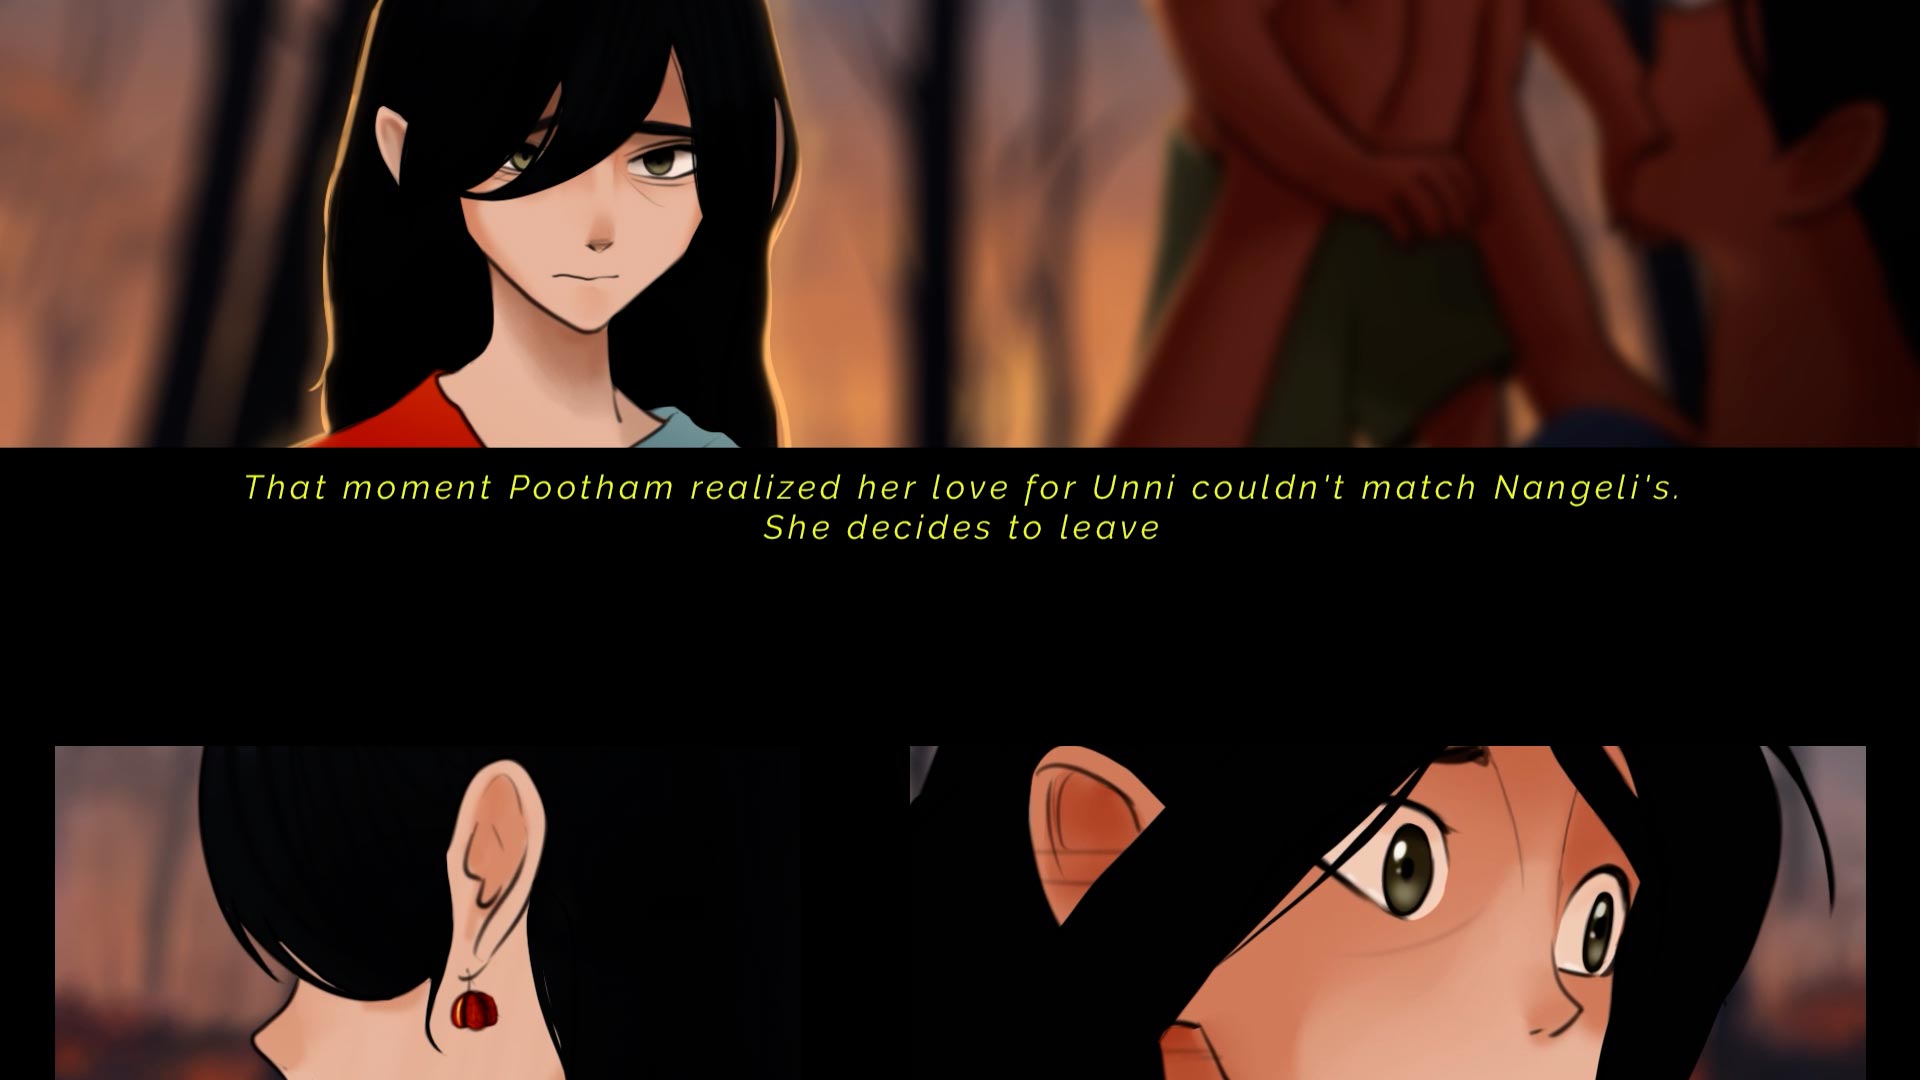 That moment Pootham realized her love for Unni couldn't match Nangeli's.
She decides to leave